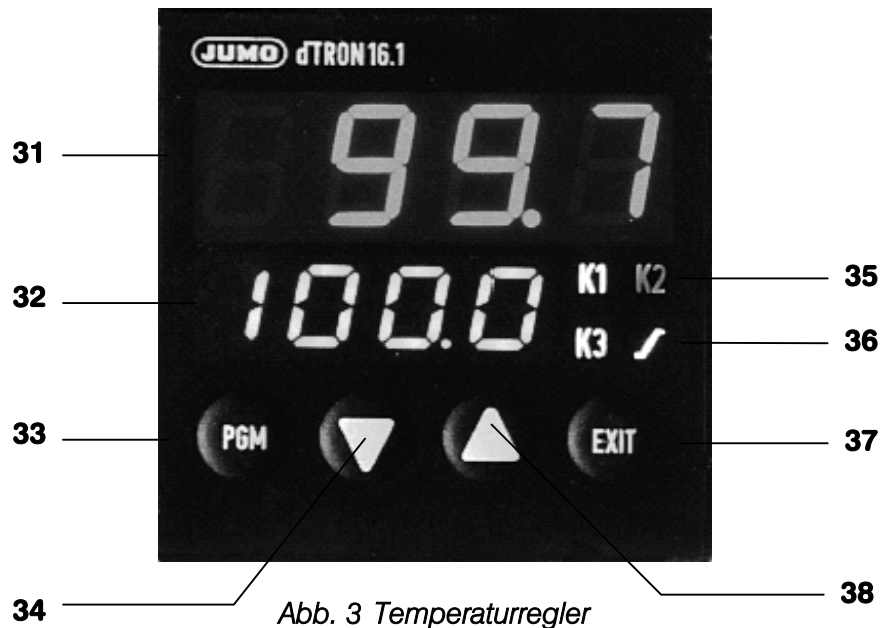 JUMO dTRON 16.1
31 99.7
32 100.0 K1 K2 35
K3 36
33 PGM EXIT 37
34 38
Abb. 3 Temperaturregler